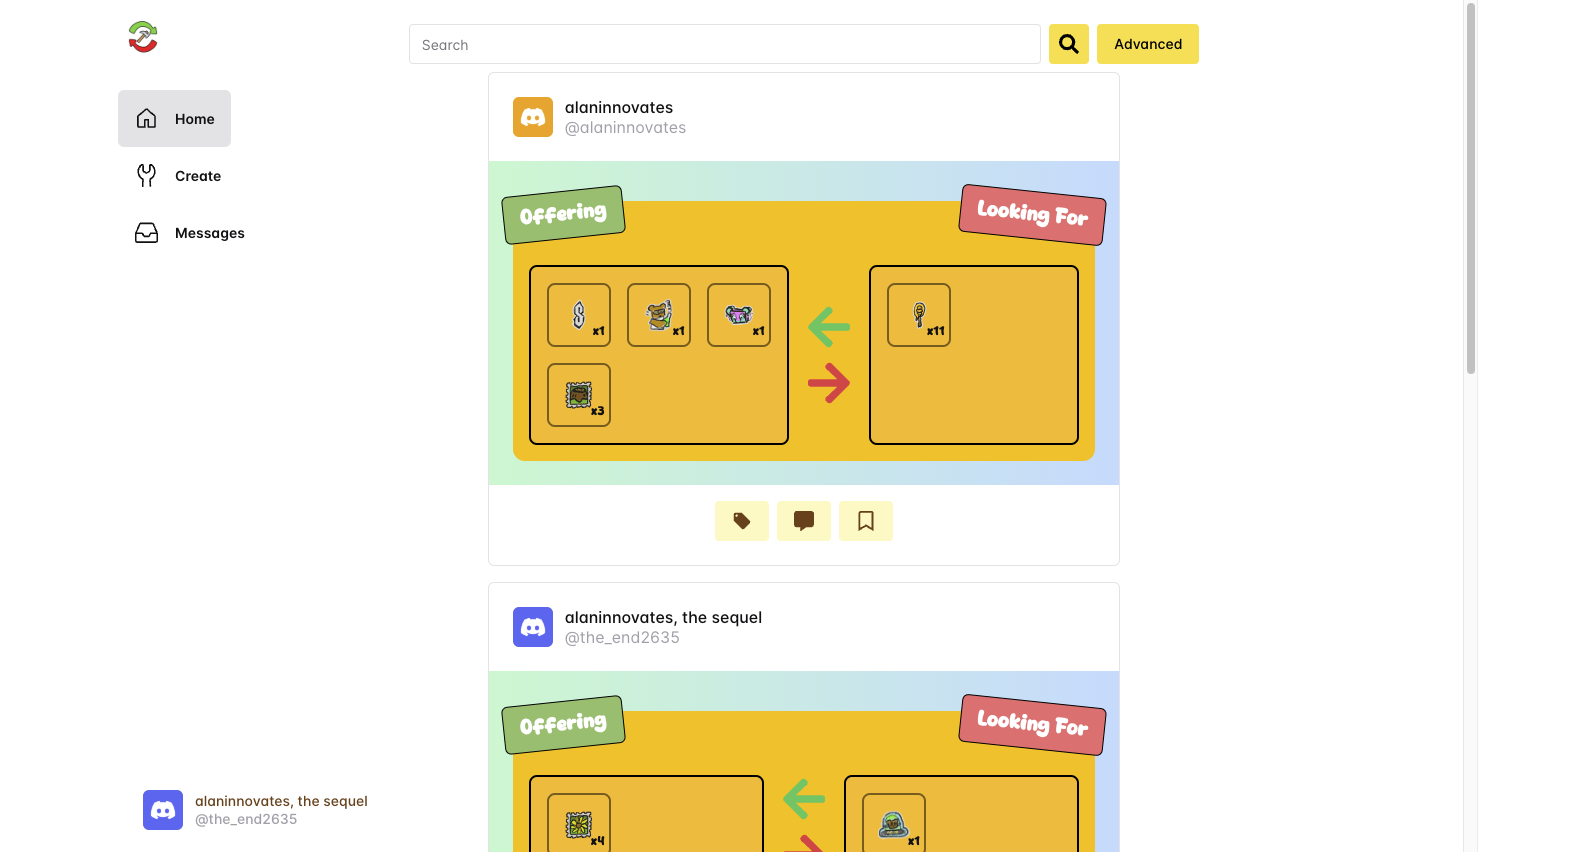 Search
Advanced
Home
Create
Messages
alaninnovates
@alaninnovates
Offering
Looking For
x1
x1
x1
x11
x3
alaninnovates, the sequel
@the_end2635
Offering
Looking For
x4
x1
alaninnovates, the sequel
@the_end2635